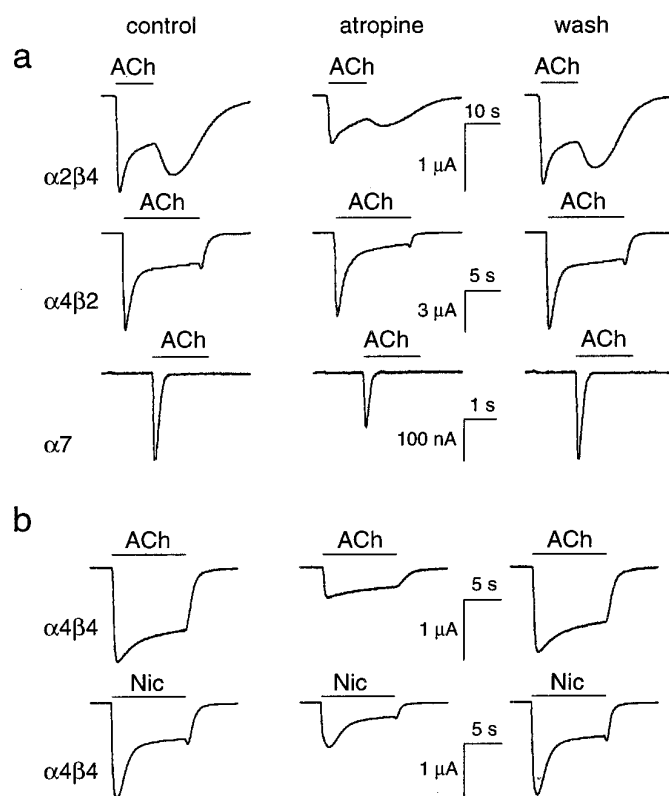 control atropine wash
a
ACh ACh ACh
10 s
1 μA
α2β4
ACh ACh ACh
5 s
3 μA
α4β2
ACh ACh ACh
1 s
100 nA
α7
b
ACh ACh ACh
5 s
1 μA
α4β4
Nic Nic Nic
5 s
1 μA
α4β4